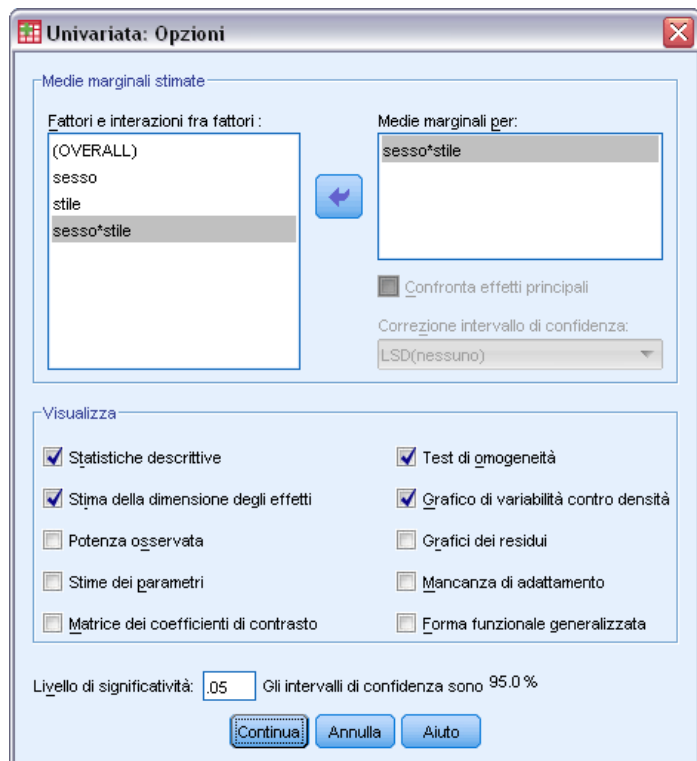 Univariata: Opzioni
Medie marginali stimate
Fattori e interazioni fra fattori :
(OVERALL)
sesso
stile
sesso*stile
Medie marginali per:
sesso*stile
Confronta effetti principali
Correzione intervallo di confidenza:
LSD(nessuno)
Visualizza
Statistiche descrittive
Test di omogeneità
Stima della dimensione degli effetti
Grafico di variabilità contro densità
Potenza osservata
Grafici dei residui
Stime dei parametri
Mancanza di adattamento
Matrice dei coefficienti di contrasto
Forma funzionale generalizzata
Livello di significatività: .05 Gli intervalli di confidenza sono 95.0 %
Continua Annulla Aiuto